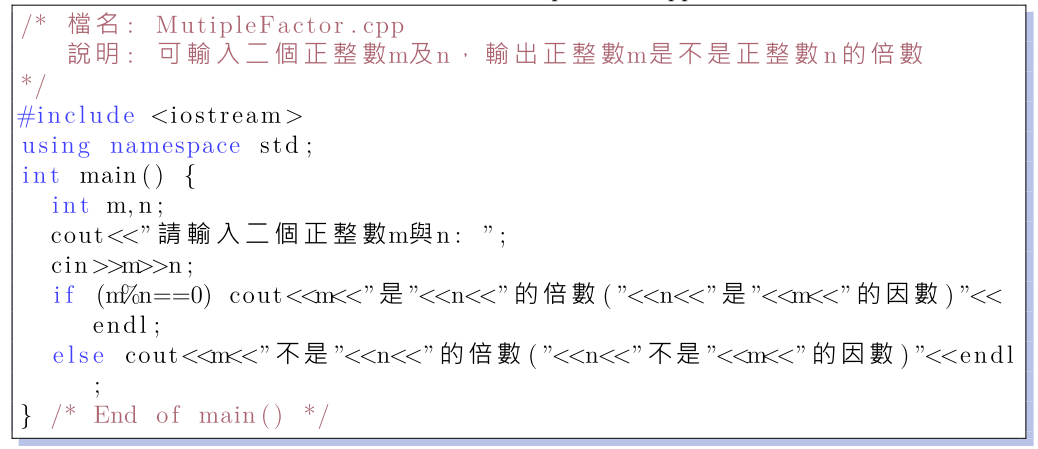 /* 檔名: MutipleFactor.cpp
說明: 可輸入二個正整數m及n，輸出正整數m是不是正整數n的倍數
*/
#include <iostream>
using namespace std;
int main() {
int m,n;
cout<<"請輸入二個正整數m與n: ";
cin>>m>>n;
if (m%n==0) cout<<m<<"是"<<n<<"的倍數("<<n<<"是"<<m<<"的因數)"<<
endl;
else cout<<m<<"不是"<<n<<"的倍數("<<n<<"不是"<<m<<"的因數)"<<endl
;
} /* End of main() */